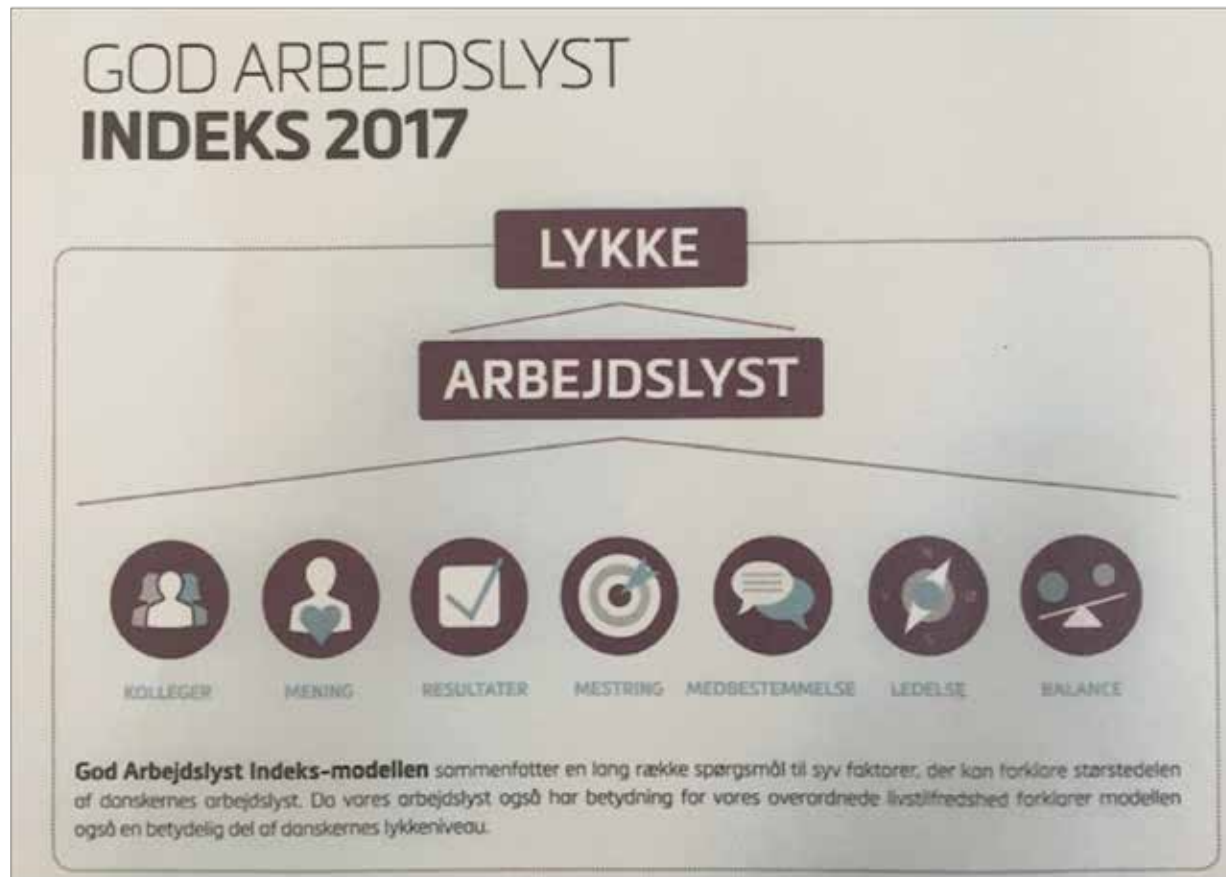 GOD ARBEJDSLYST
INDEKS 2017
LYKKE
ARBEJDSLYST
KOLLEGER
MENING
RESULTATER
MESTRING
MEDBESTEMMELSE
LEDELSE
BALANCE
God Arbejdslyst Indeks-modellen sammenfatter en lang række spørgsmål til syv faktorer, der kan forklare størstedelen
af danskernes arbejdslyst. Da vores arbejdslyst også har betydning for vores overordnede livstilfredshed forklarer modellen
også en betydelig del af danskernes lykkeniveau.